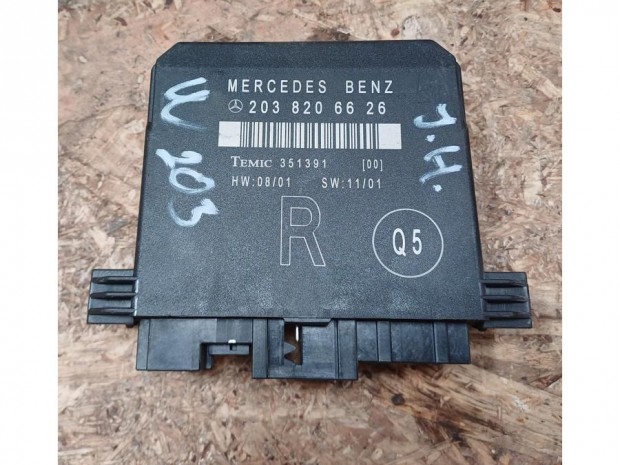 MERCEDES BENZ
203 820 66 26
TEMIC 351391 [00]
HW:08/01 SW:11/01
R
Q5
W 203
J.H.